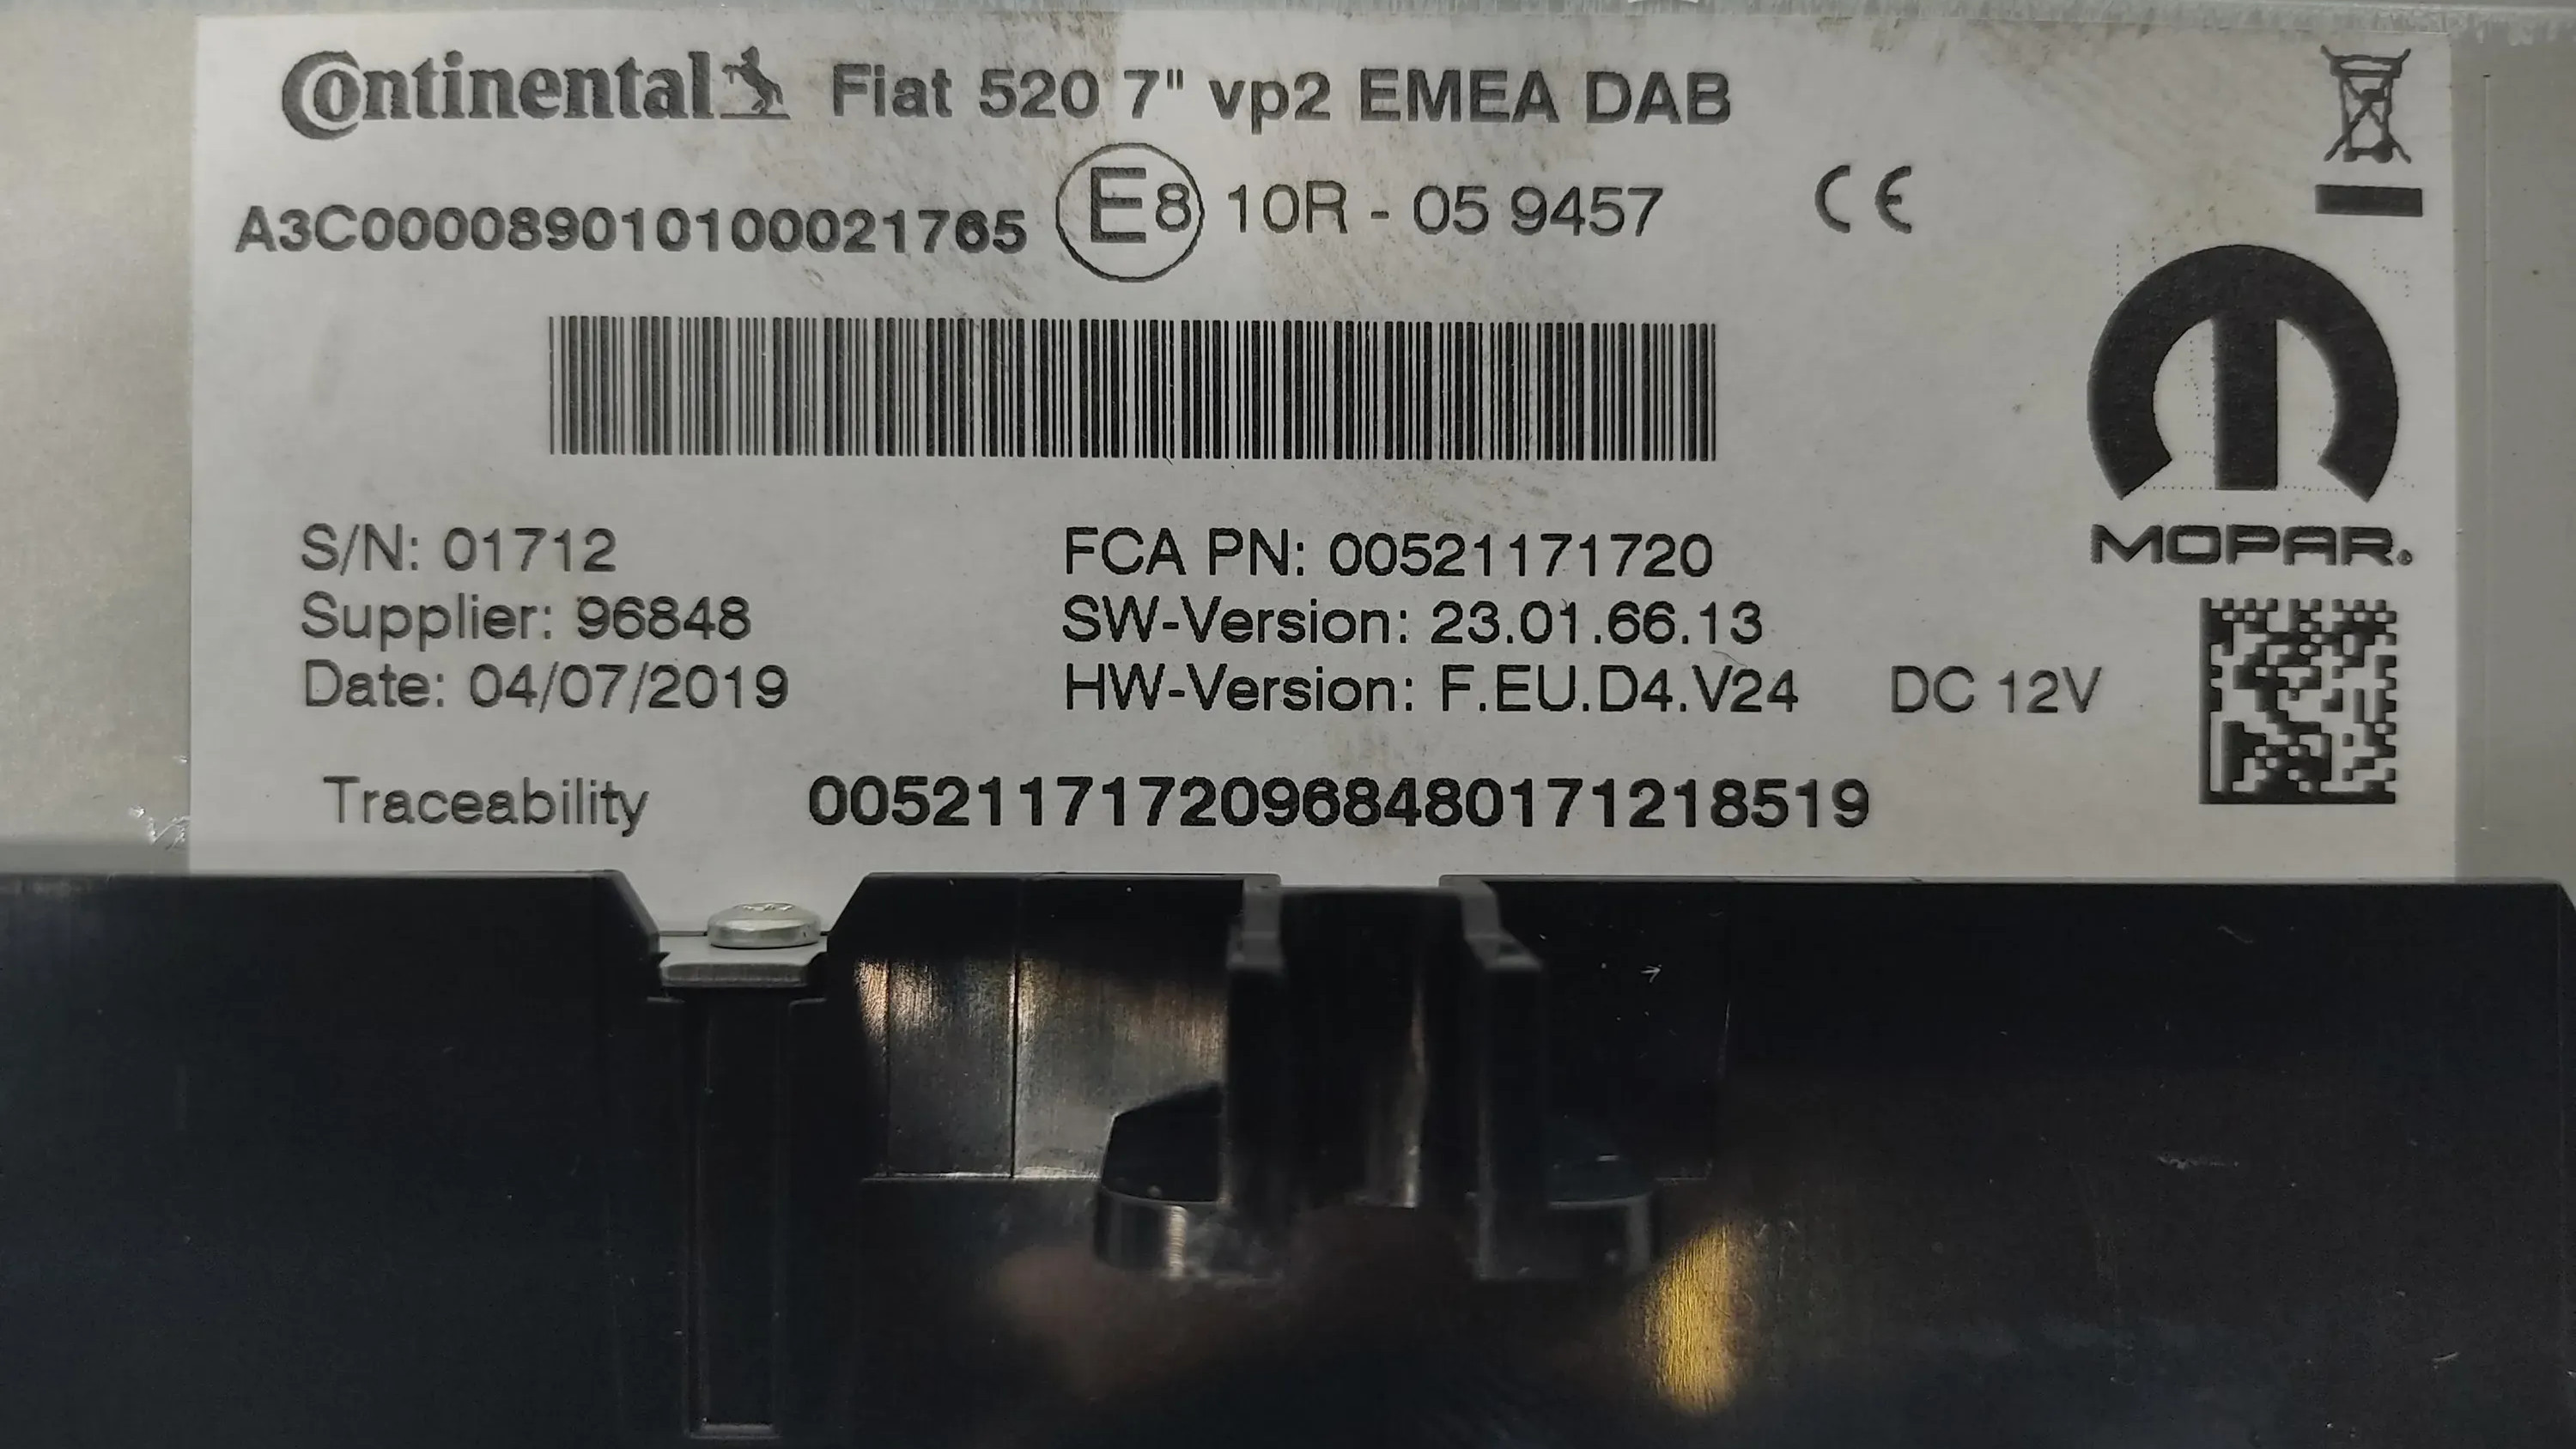 Continental Fiat 520 7" vp2 EMEA DAB
A3C0000890101000021765 E8 10R - 05 9457 CE
MOPAR®
S/N: 01712 FCA PN: 00521171720
Supplier: 96848 SW-Version: 23.01.66.13
Date: 04/07/2019 HW-Version: F.EU.D4.V24 DC 12V
Traceability 00521171720968480171218519